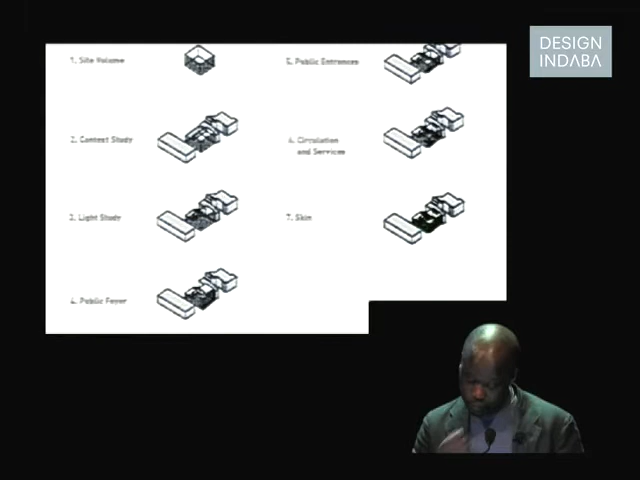 DESIGN
INDABA
1. Site Volume
2. Context Study
3. Light Study
4. Public Foyer
5. Public Entrances
6. Circulation
and Services
7. Skin